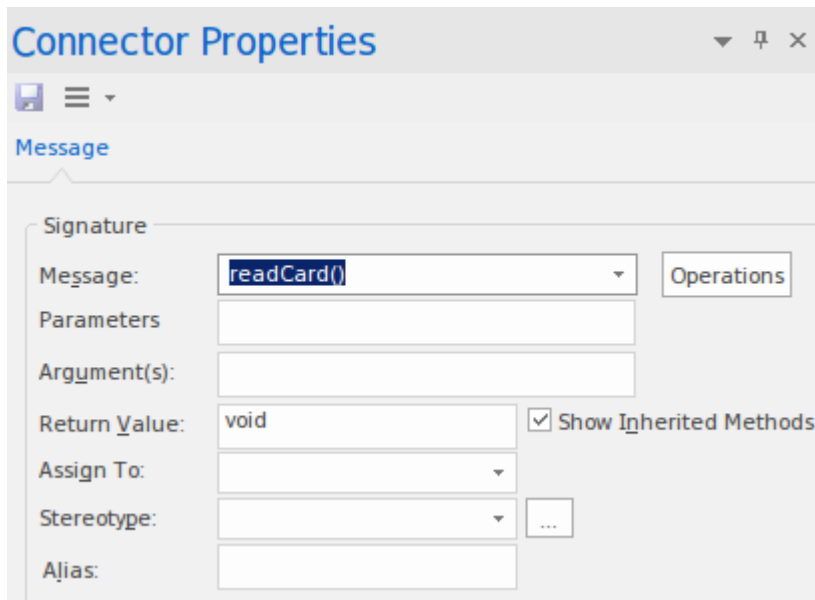 Connector Properties
Message
Signature
Message: readCard() Operations
Parameters
Argument(s):
Return Value: void Show Inherited Methods
Assign To:
Stereotype: ...
Alias: